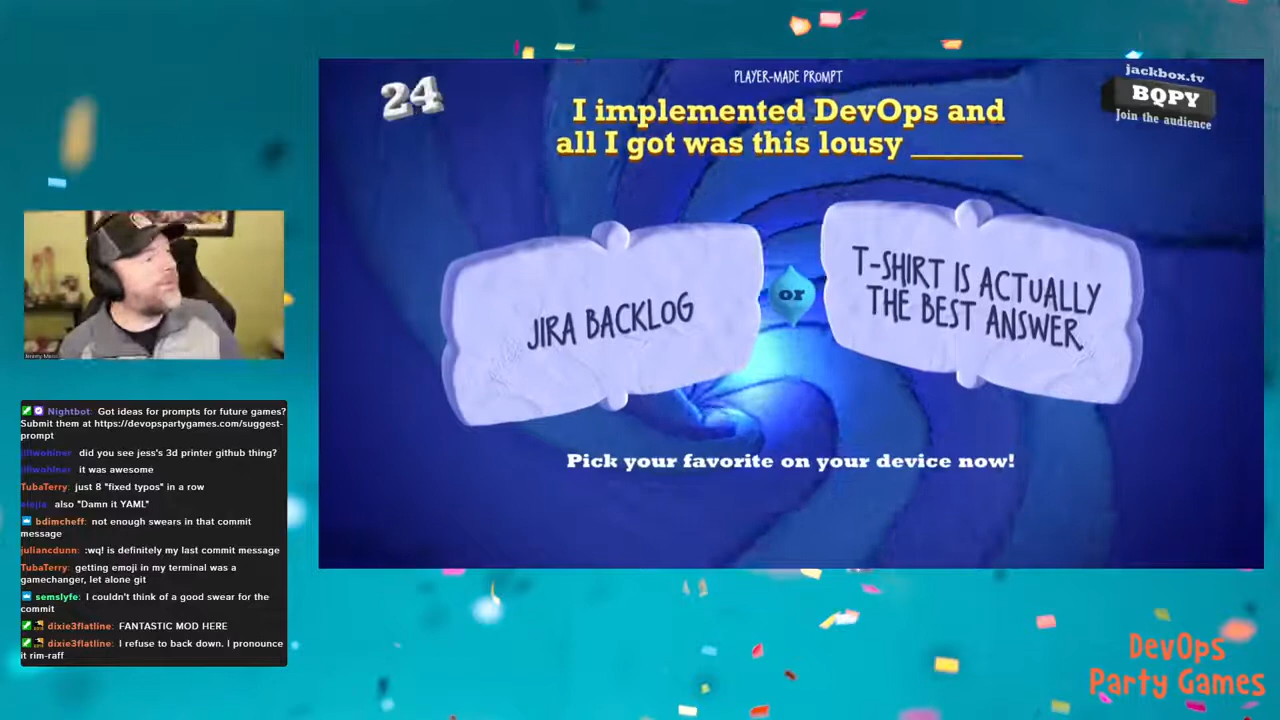 24
PLAYER-MADE PROMPT
I implemented DevOps and
all I got was this lousy ______
jackbox.tv
BQPY
Join the audience
JIRA BACKLOG
or
T-SHIRT IS ACTUALLY
THE BEST ANSWER
Pick your favorite on your device now!
Nightbot: Got ideas for prompts for future games?
Submit them at https://devopspartygames.com/suggest-
prompt
did you see jess's 3d printer github thing?
it was awesome
TubaTerry: just 8 "fixed typos" in a row
also "Damn it YAML"
bdimcheff: not enough swears in that commit
message
juliancdunn: :wq! is definitely my last commit message
TubaTerry: getting emoji in my terminal was a
gamechanger, let alone git
semslyfe: I couldn't think of a good swear for the
commit
dixie3flatline: FANTASTIC MOD HERE
dixie3flatline: I refuse to back down. I pronounce
it rim-raff
DevOps
Party Games